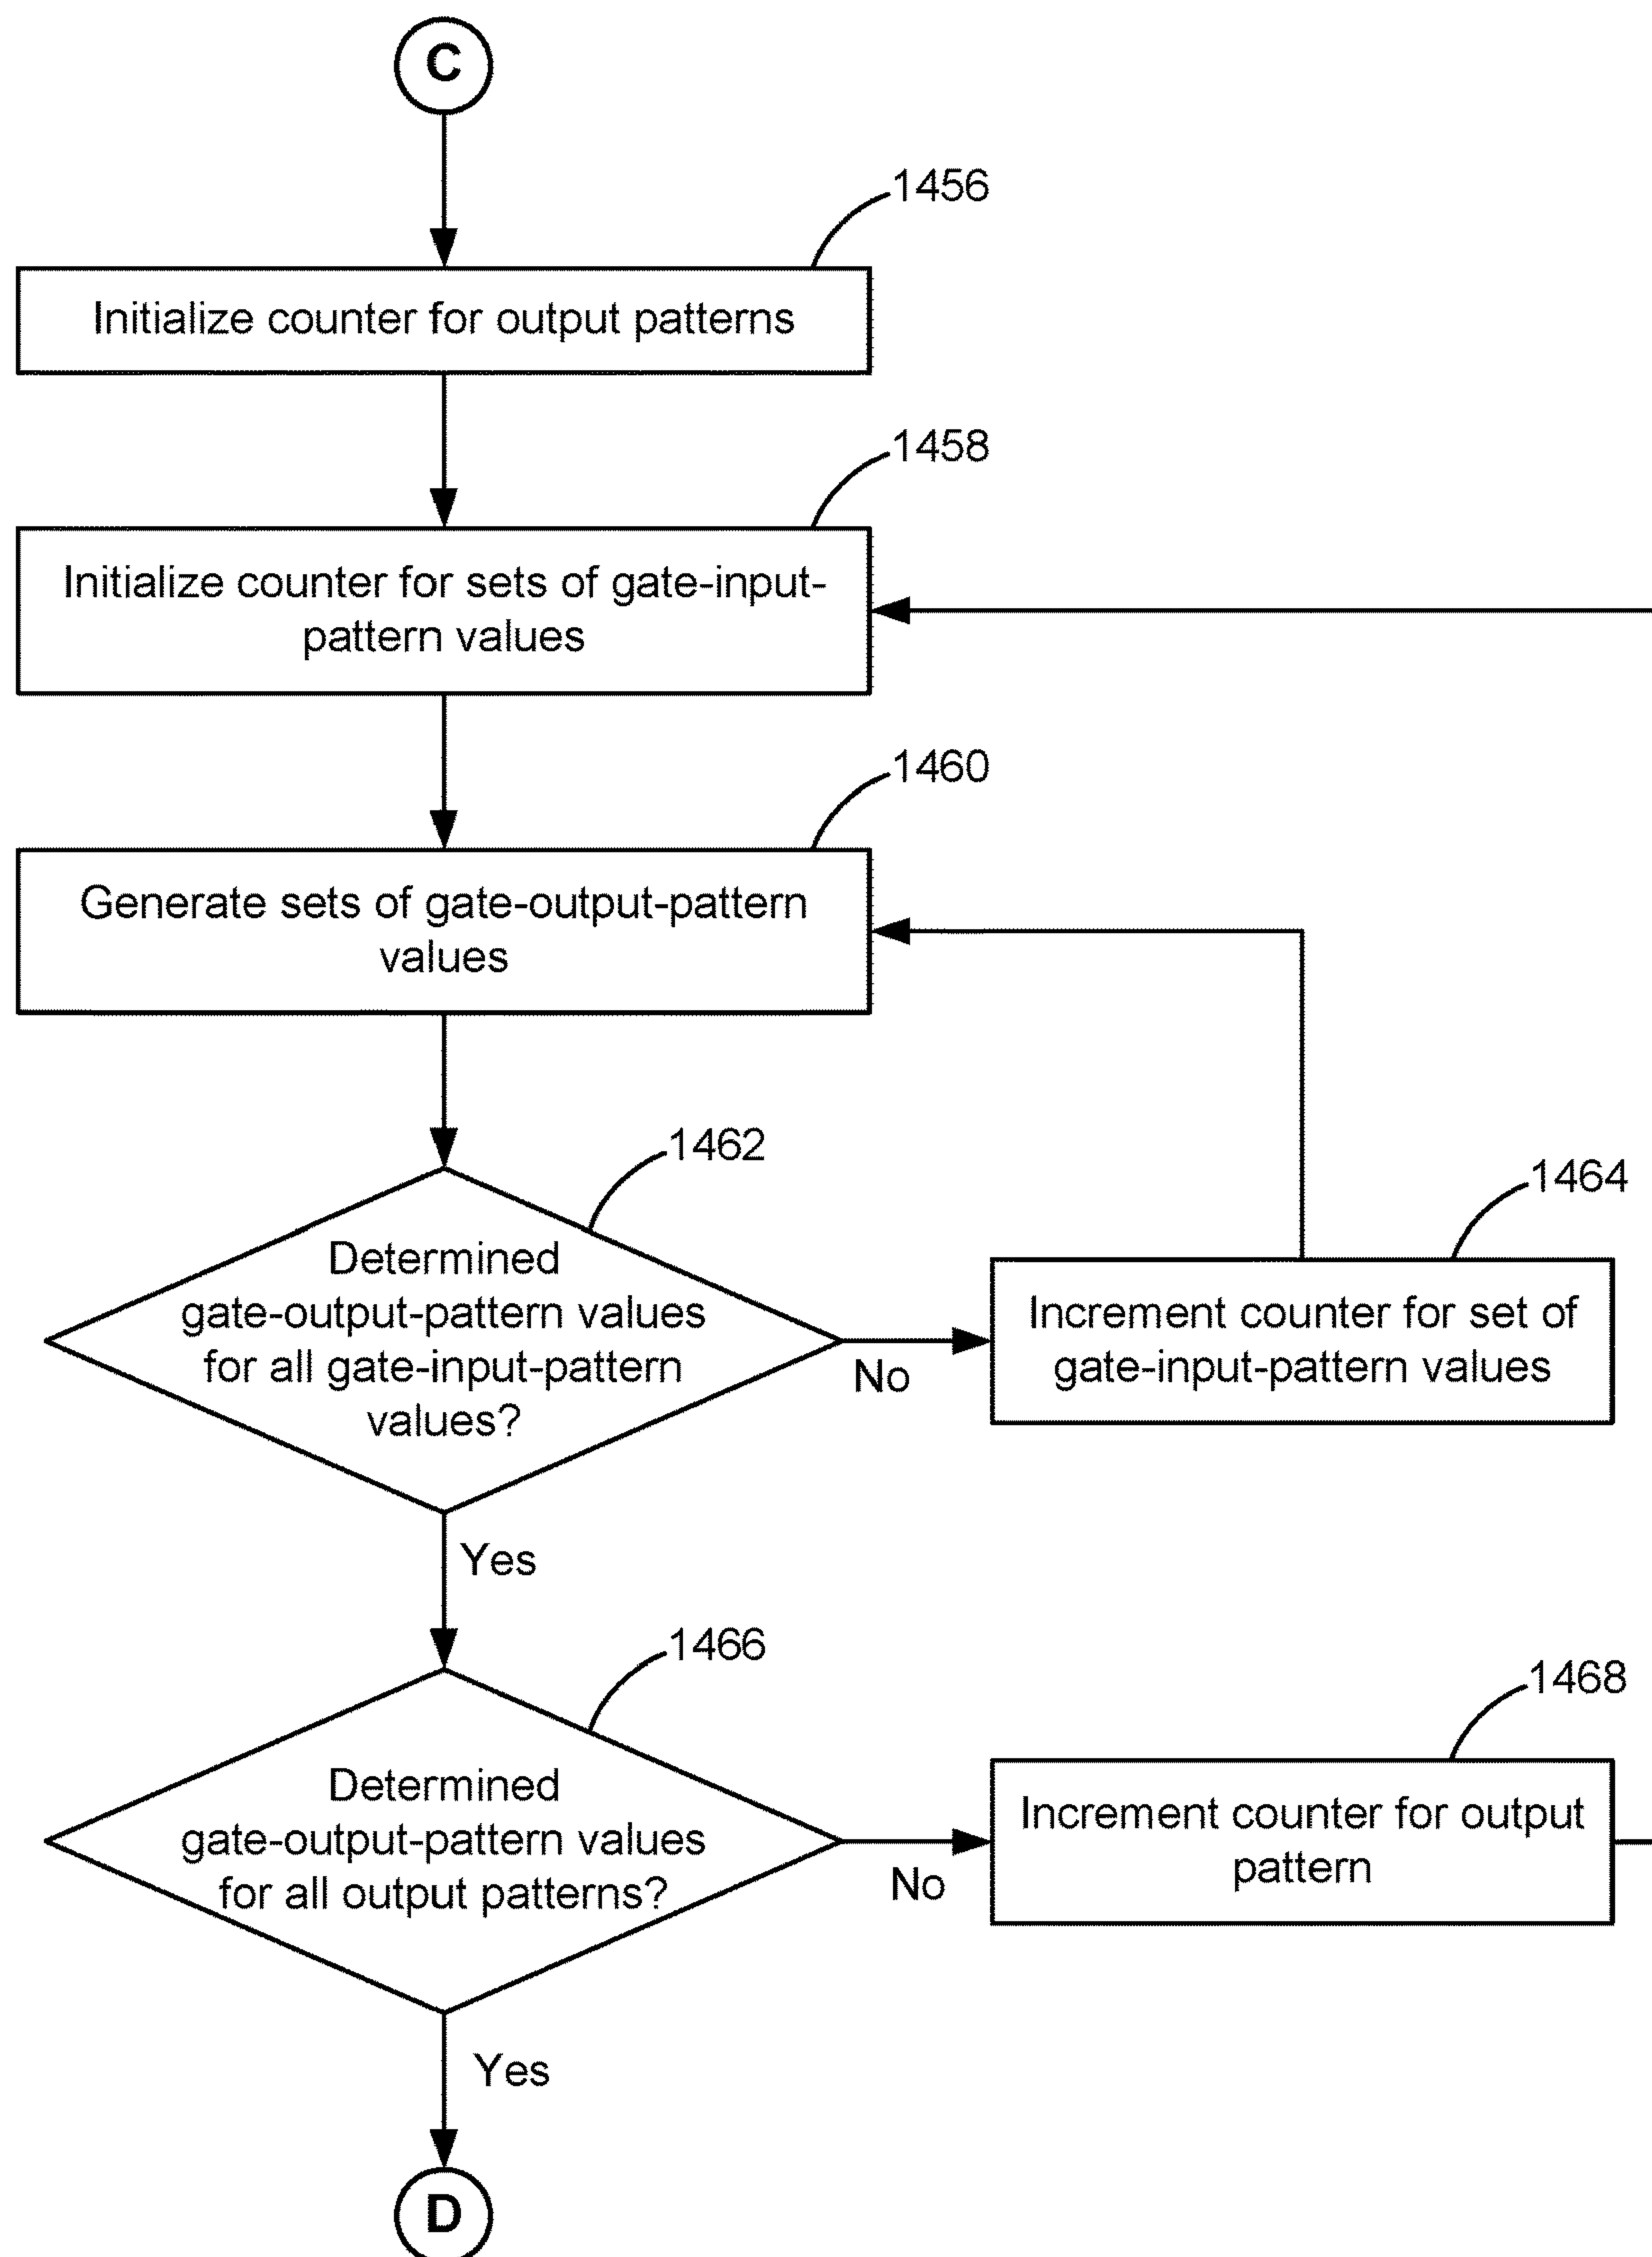 C
1456
Initialize counter for output patterns
1458
Initialize counter for sets of gate-input-
pattern values
1460
Generate sets of gate-output-pattern
values
1462
Determined
gate-output-pattern values
for all gate-input-pattern
values?
No
1464
Increment counter for set of
gate-input-pattern values
Yes
1466
Determined
gate-output-pattern values
for all output patterns?
No
1468
Increment counter for output
pattern
Yes
D